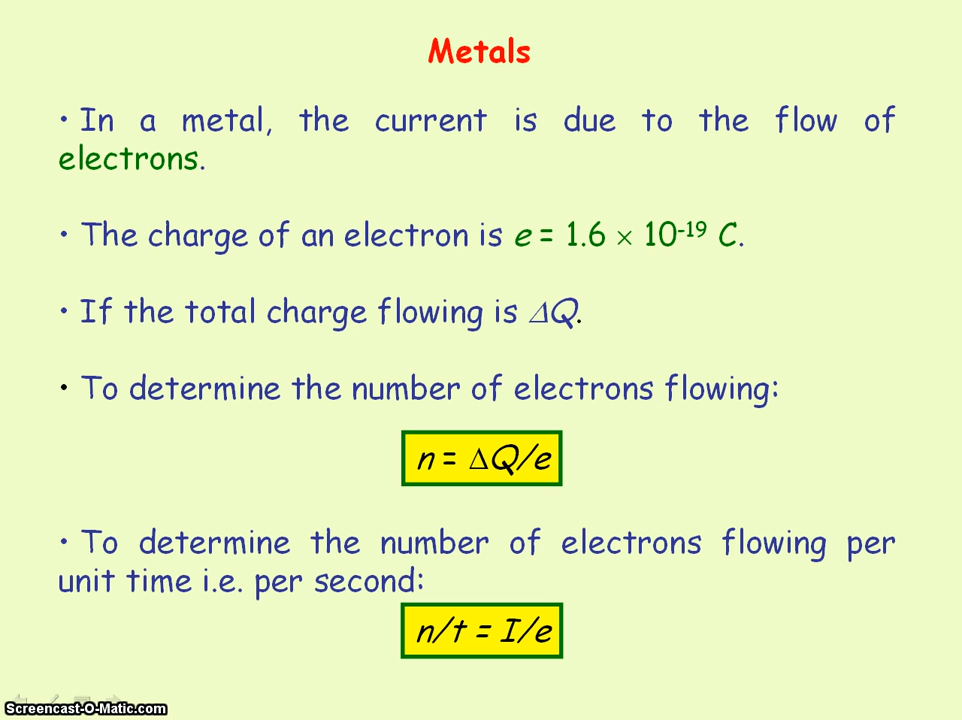 Metals
• In a metal, the current is due to the flow of
electrons.
• The charge of an electron is e = 1.6 × 10⁻¹⁹ C.
• If the total charge flowing is ΔQ.
• To determine the number of electrons flowing:
n = ΔQ/e
• To determine the number of electrons flowing per
unit time i.e. per second:
n/t = I/e
Screencast-O-Matic.com